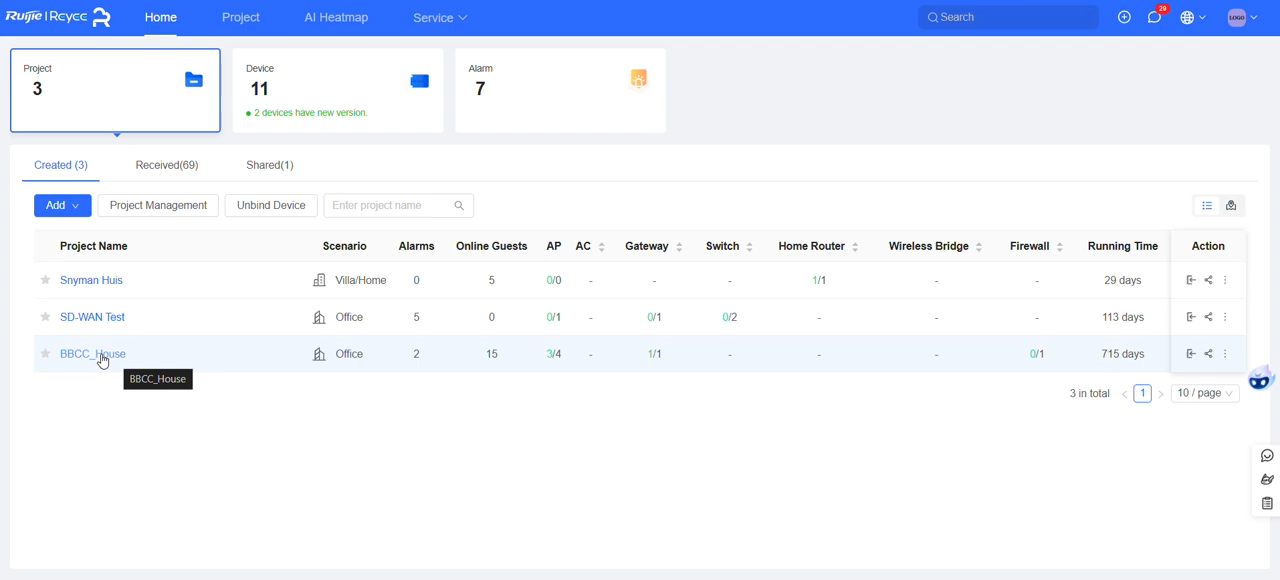 Ruijie | Reyee Home Project AI Heatmap Service Search 29 LOGO
Project Device Alarm
3 11 7
2 devices have new version.
Created (3) Received(69) Shared(1)
Add Project Management Unbind Device Enter project name
Project Name Scenario Alarms Online Guests AP AC Gateway Switch Home Router Wireless Bridge Firewall Running Time Action
Snyman Huis Villa/Home 0 5 0/0 - - - 1/1 - - 29 days
SD-WAN Test Office 5 0 0/1 - 0/1 0/2 - - - 113 days
BBCC_House Office 2 15 3/4 - 1/1 - - - 0/1 715 days
BBCC_House
3 in total < 1 > 10 / page